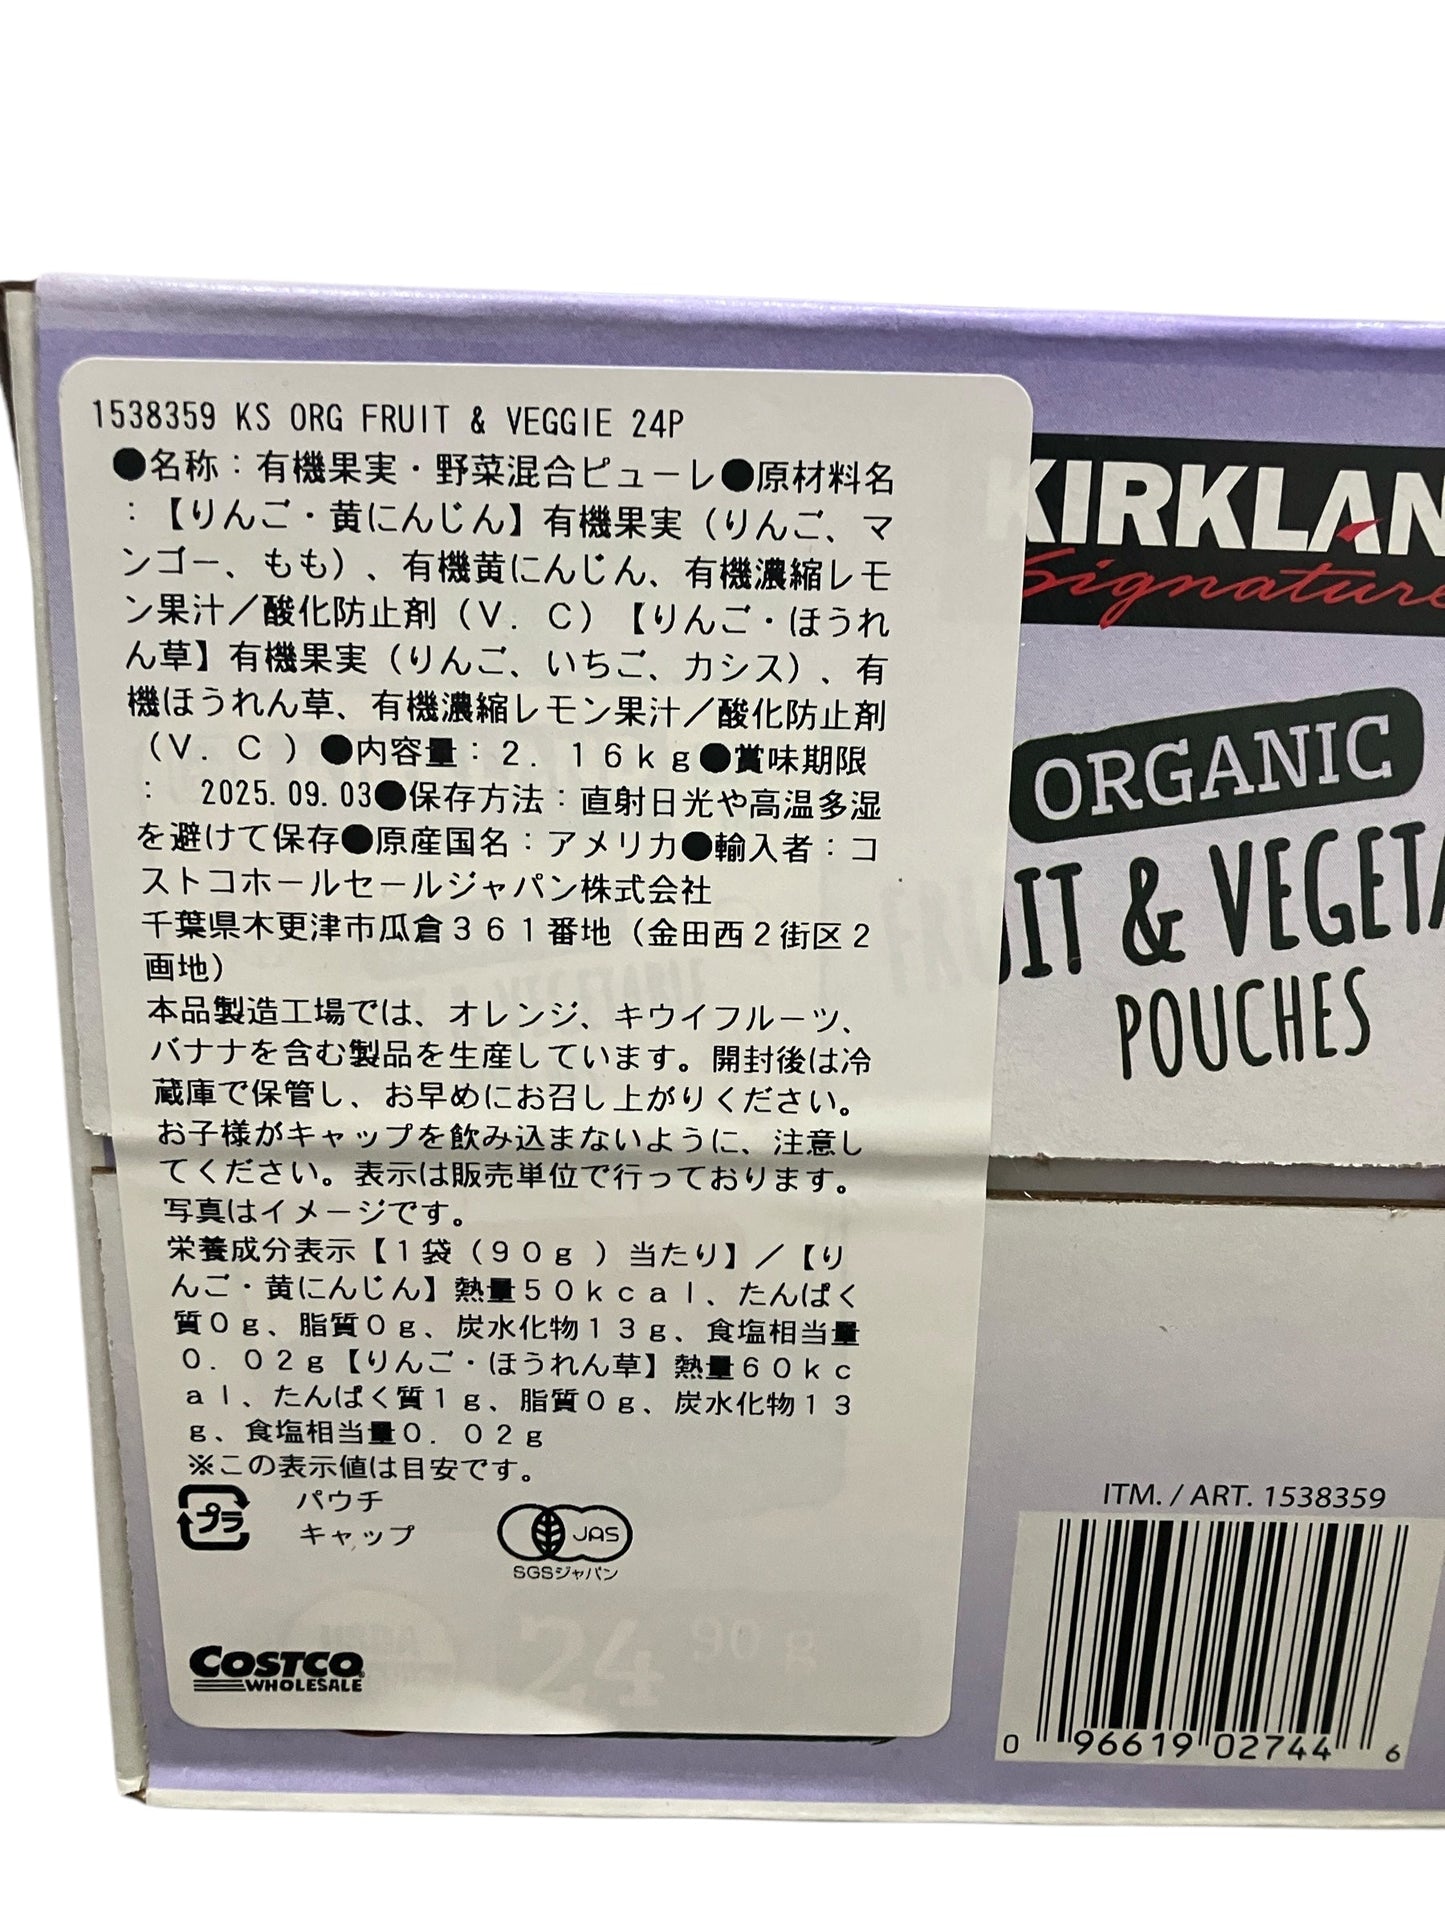 1538359 KS ORG FRUIT & VEGGIE 24P
●名称：有機果実・野菜混合ピューレ●原材料名
：【りんご・黄にんじん】有機果実（りんご、マ
ンゴー、もも）、有機黄にんじん、有機濃縮レモ
ン果汁／酸化防止剤（Ｖ．Ｃ）【りんご・ほうれ
ん草】有機果実（りんご、いちご、カシス）、有
機ほうれん草、有機濃縮レモン果汁／酸化防止剤
（Ｖ．Ｃ）●内容量：２．１６ｋｇ●賞味期限
：　2025.09.03●保存方法：直射日光や高温多湿
を避けて保存●原産国名：アメリカ●輸入者：コ
ストコホールセールジャパン株式会社
千葉県木更津市瓜倉３６１番地（金田西２街区２
画地）
本品製造工場では、オレンジ、キウイフルーツ、
バナナを含む製品を生産しています。開封後は冷
蔵庫で保管し、お早めにお召し上がりください。
お子様がキャップを飲み込まないように、注意し
てください。表示は販売単位で行っております。
写真はイメージです。
栄養成分表示【１袋（９０ｇ）当たり】／【り
んご・黄にんじん】熱量５０ｋｃａｌ、たんぱく
質０ｇ、脂質０ｇ、炭水化物１３ｇ、食塩相当量
０．０２ｇ【りんご・ほうれん草】熱量６０ｋｃ
ａｌ、たんぱく質１ｇ、脂質０ｇ、炭水化物１３
ｇ、食塩相当量０．０２ｇ
※この表示値は目安です。
プラ パウチ
キャップ
JAS
SGSジャパン
COSTCO
WHOLESALE
24 90 g
KIRKLAN
Signature
ORGANIC
UIT & VEGETA
POUCHES
ITM. / ART. 1538359
0 96619 02744 6